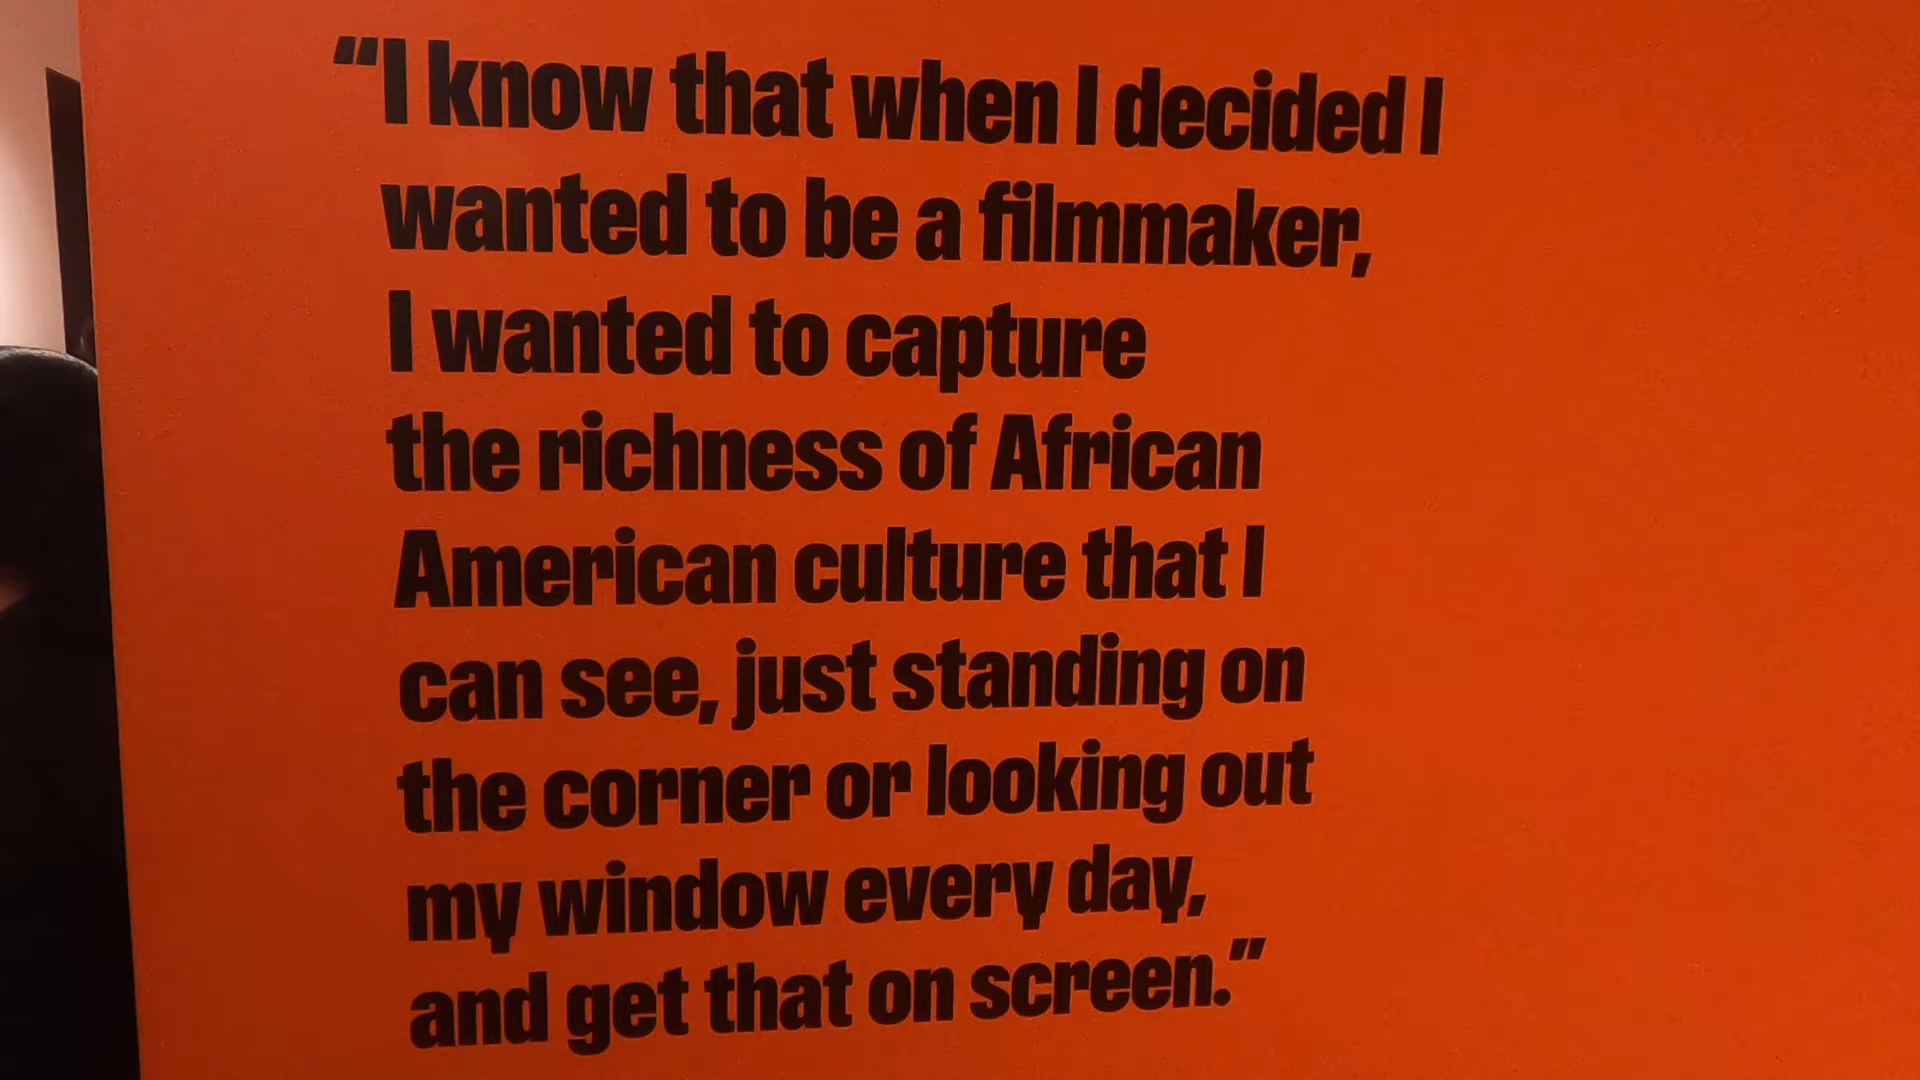 “I know that when I decided I
wanted to be a filmmaker,
I wanted to capture
the richness of African
American culture that I
can see, just standing on
the corner or looking out
my window every day,
and get that on screen.”